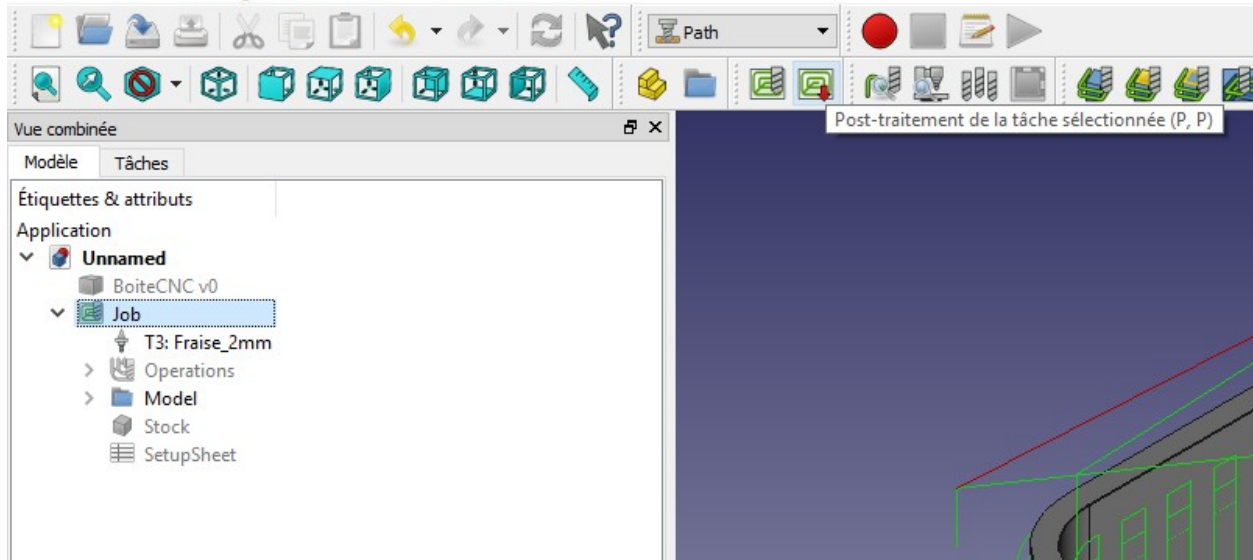 Path
Post-traitement de la tâche sélectionnée (P, P)
Vue combinée
Modèle Tâches
Étiquettes & attributs
Application
Unnamed
BoiteCNC v0
Job
T3: Fraise_2mm
Operations
Model
Stock
SetupSheet